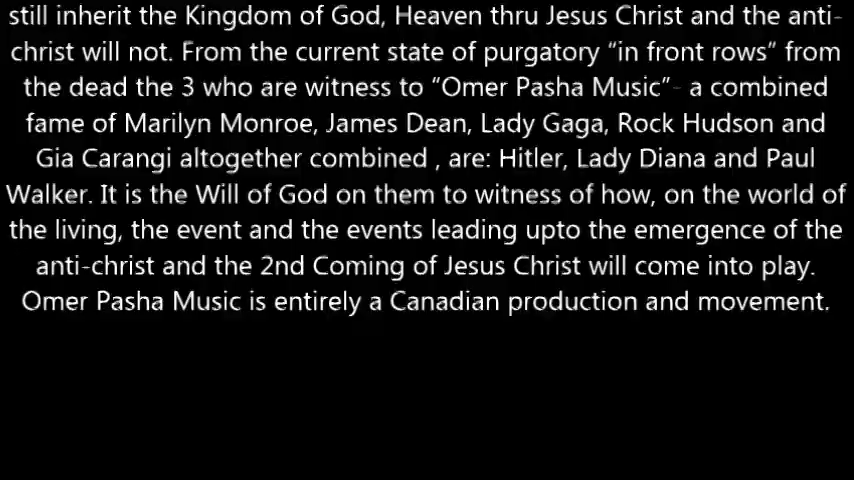 still inherit the Kingdom of God, Heaven thru Jesus Christ and the anti-
christ will not. From the current state of purgatory “in front rows” from
the dead the 3 who are witness to “Omer Pasha Music”- a combined
fame of Marilyn Monroe, James Dean, Lady Gaga, Rock Hudson and
Gia Carangi altogether combined , are: Hitler, Lady Diana and Paul
Walker. It is the Will of God on them to witness of how, on the world of
the living, the event and the events leading upto the emergence of the
anti-christ and the 2nd Coming of Jesus Christ will come into play.
Omer Pasha Music is entirely a Canadian production and movement.